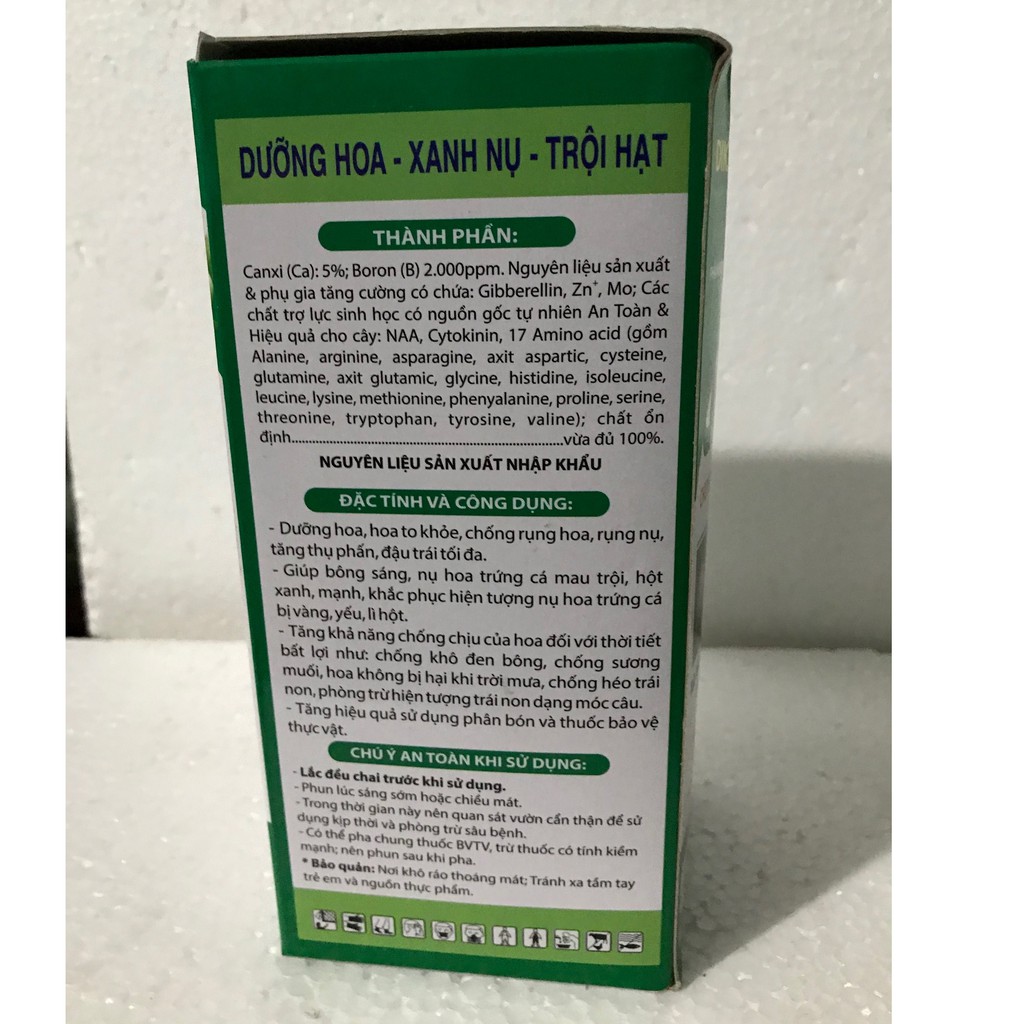 DƯỠNG HOA - XANH NỤ - TRỘI HẠT
THÀNH PHẦN:
Canxi (Ca): 5%; Boron (B) 2.000ppm. Nguyên liệu sản xuất
& phụ gia tăng cường có chứa: Gibberellin, Zn⁺, Mo; Các
chất trợ lực sinh học có nguồn gốc tự nhiên An Toàn &
Hiệu quả cho cây: NAA, Cytokinin, 17 Amino acid (gồm
Alanine, arginine, asparagine, axit aspartic, cysteine,
glutamine, axit glutamic, glycine, histidine, isoleucine,
leucine, lysine, methionine, phenyalanine, proline, serine,
threonine, tryptophan, tyrosine, valine); chất ổn
định..............................................................................vừa đủ 100%.
NGUYÊN LIỆU SẢN XUẤT NHẬP KHẨU
ĐẶC TÍNH VÀ CÔNG DỤNG:
- Dưỡng hoa, hoa to khỏe, chống rụng hoa, rụng nụ,
tăng thụ phấn, đậu trái tối đa.
- Giúp bông sáng, nụ hoa trứng cá mau trội, hột
xanh, mạnh, khắc phục hiện tượng nụ hoa trứng cá
bị vàng, yếu, lì hột.
- Tăng khả năng chống chịu của hoa đối với thời tiết
bất lợi như: chống khô đen bông, chống sương
muối, hoa không bị hại khi trời mưa, chống héo trái
non, phòng trừ hiện tượng trái non dạng móc câu.
- Tăng hiệu quả sử dụng phân bón và thuốc bảo vệ
thực vật.
CHÚ Ý AN TOÀN KHI SỬ DỤNG:
- Lắc đều chai trước khi sử dụng.
- Phun lúc sáng sớm hoặc chiều mát.
- Trong thời gian này nên quan sát vườn cẩn thận để sử
dụng kịp thời và phòng trừ sâu bệnh.
- Có thể pha chung thuốc BVTV, trừ thuốc có tính kiềm
mạnh; nên phun sau khi pha.
* Bảo quản: Nơi khô ráo thoáng mát; Tránh xa tầm tay
trẻ em và nguồn thực phẩm.